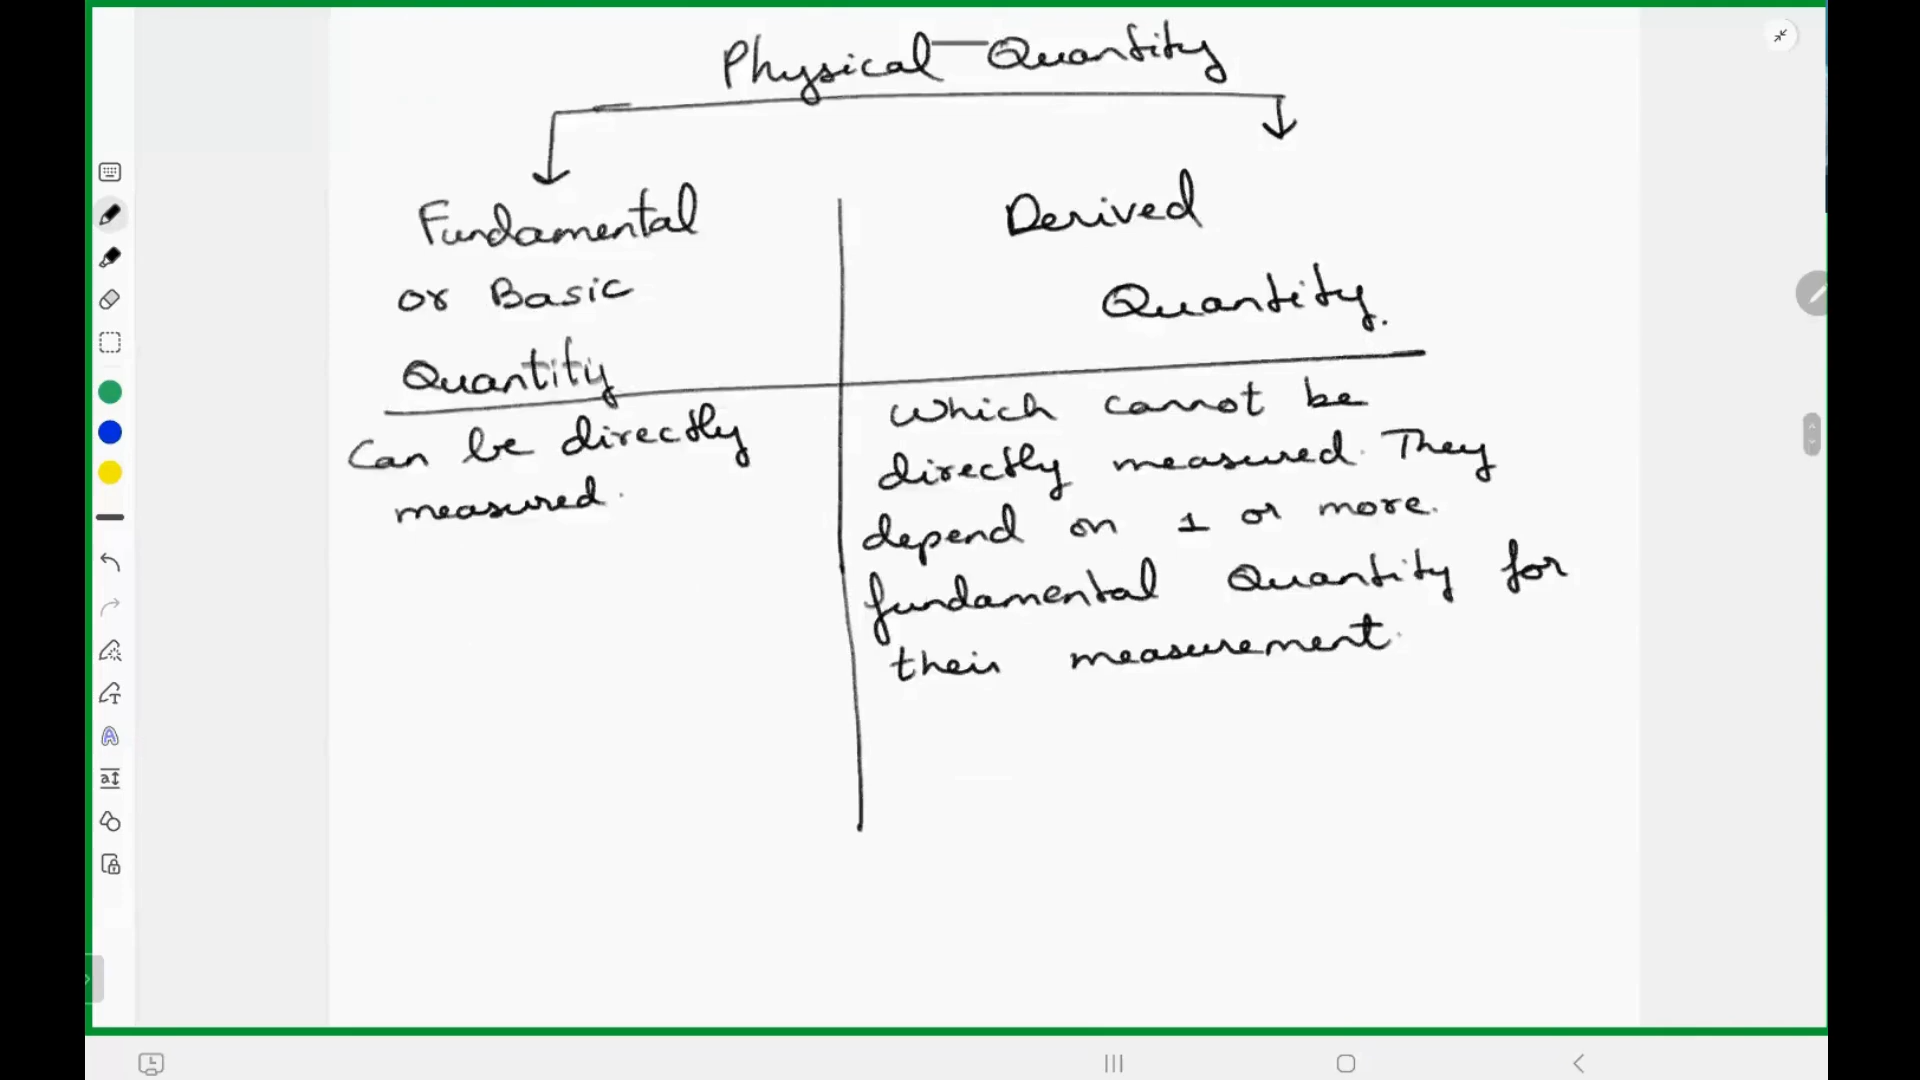 Physical Quantity
Fundamental
or Basic
Quantity
Can be directly
measured.
Derived
Quantity.
Which cannot be
directly measured. They
depend on 1 or more.
fundamental Quantity for
their measurement.